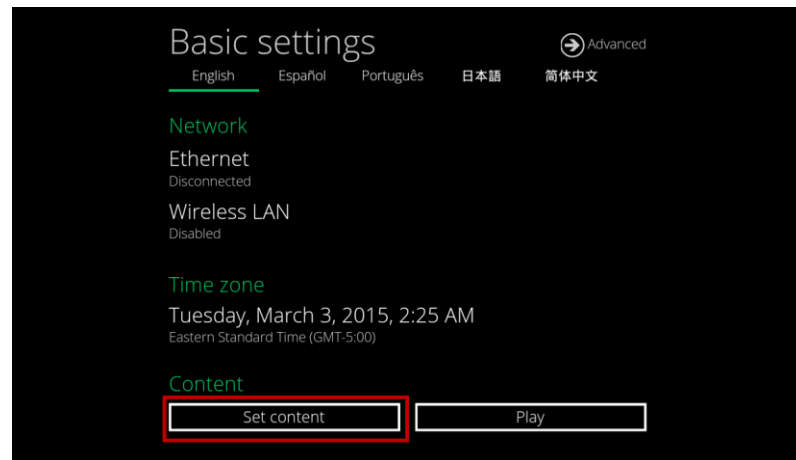 Basic settings
Advanced
English Español Português 日本語 简体中文
Network
Ethernet
Disconnected
Wireless LAN
Disabled
Time zone
Tuesday, March 3, 2015, 2:25 AM
Eastern Standard Time (GMT-5:00)
Content
Set content Play